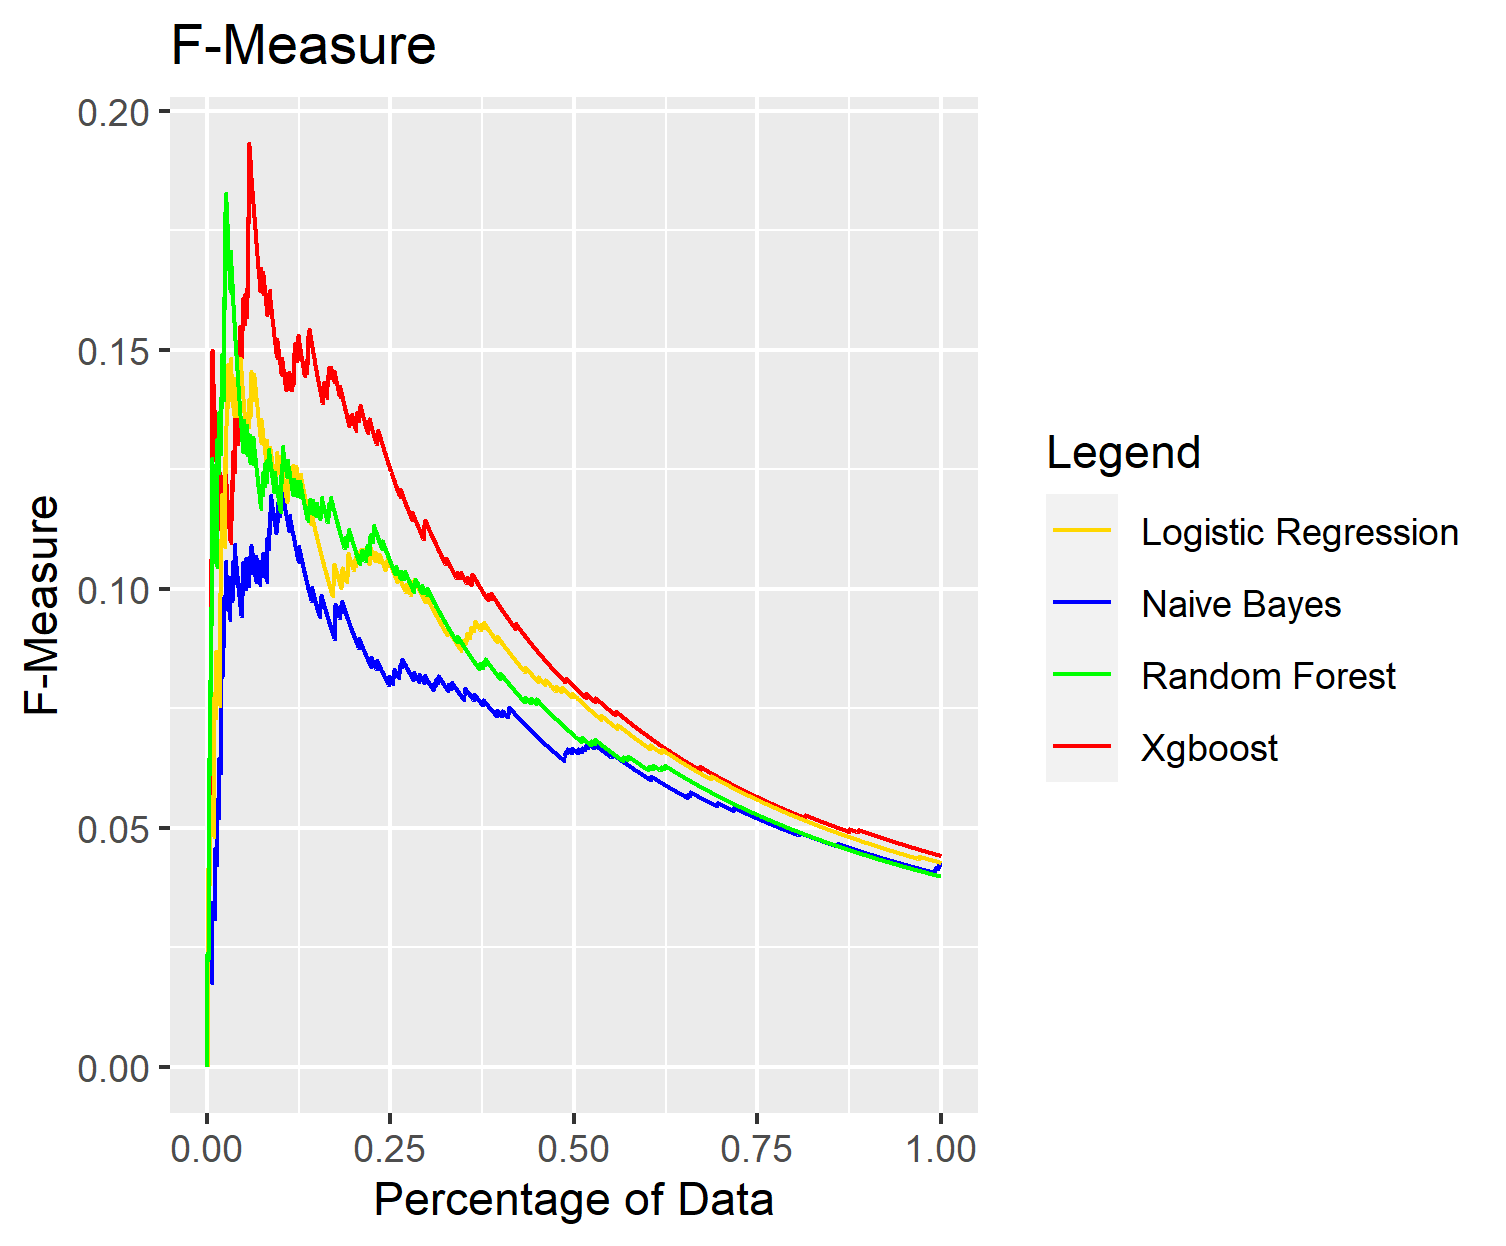 F-Measure
F-Measure
0.20
0.15
0.10
0.05
0.00
0.00 0.25 0.50 0.75 1.00
Percentage of Data
Legend
Logistic Regression
Naive Bayes
Random Forest
Xgboost